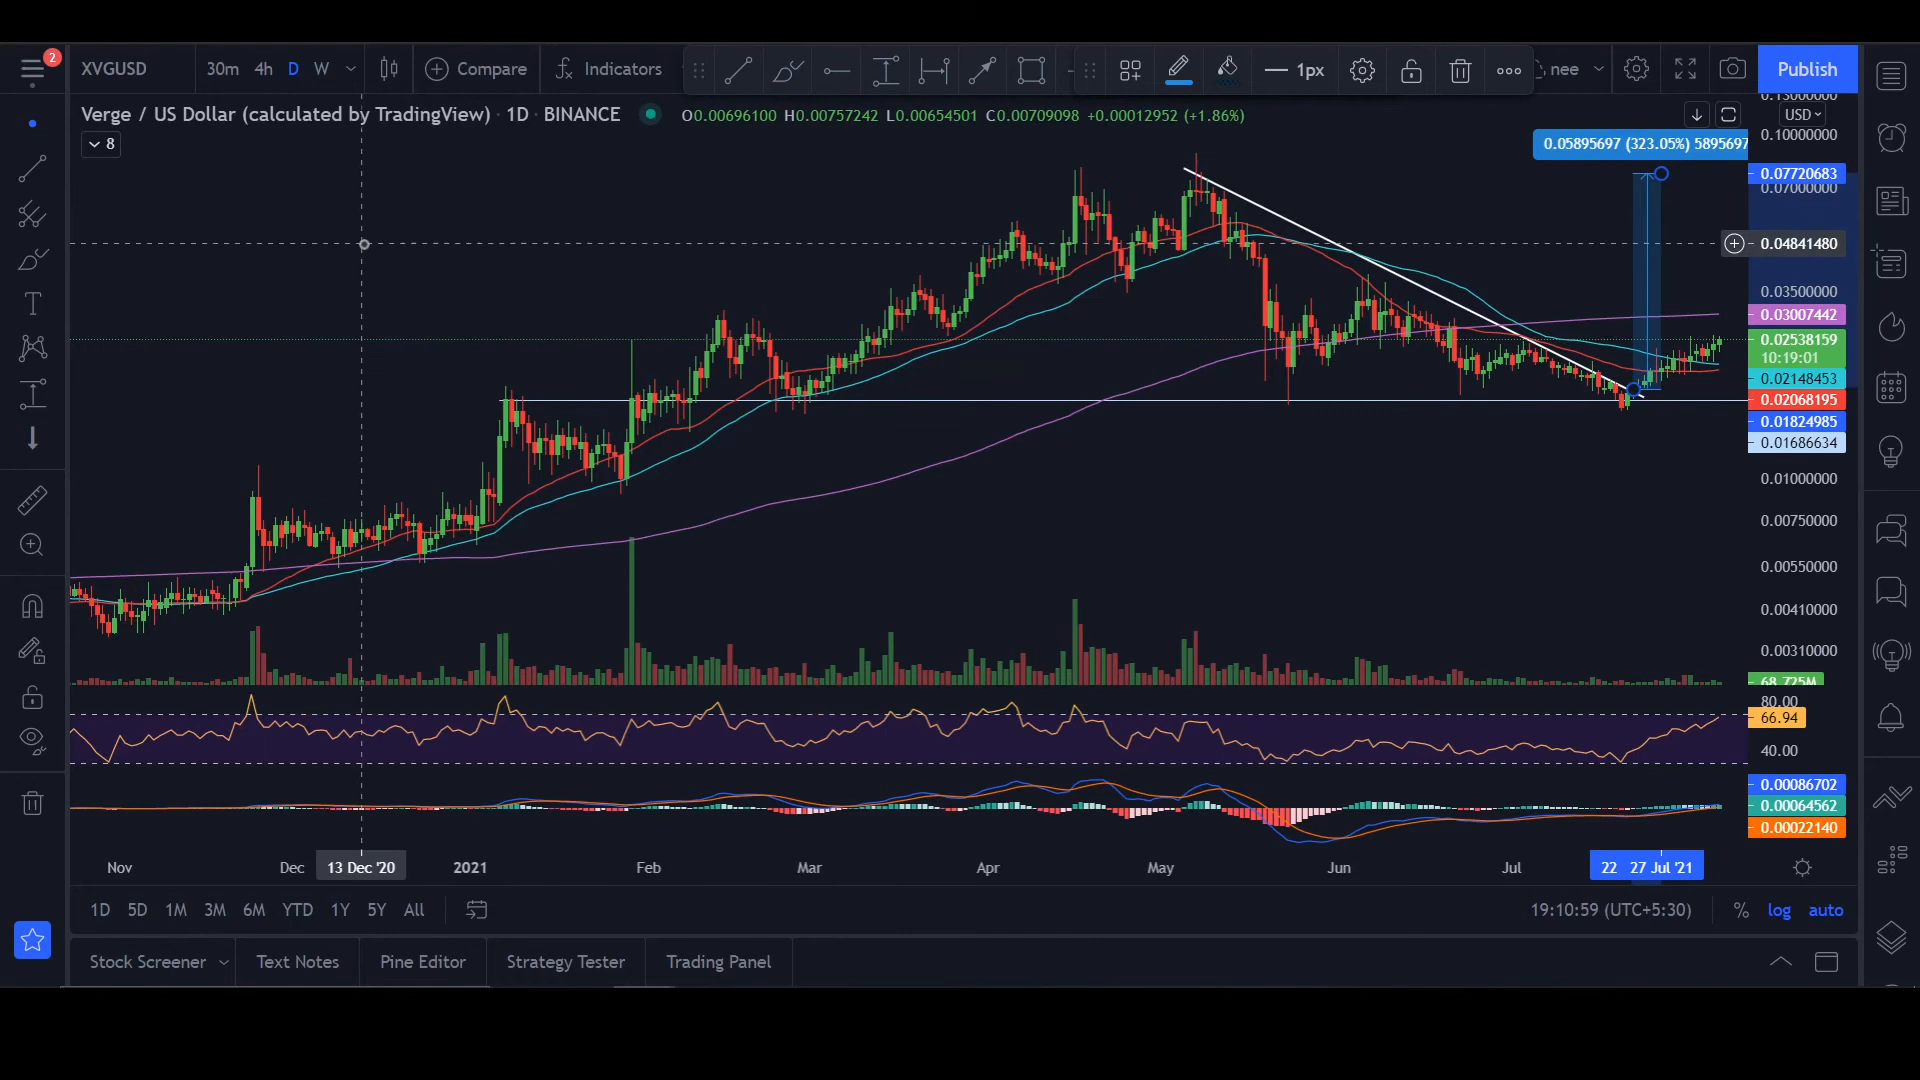 2
XVGUSD
30m 4h D W
Compare
Indicators
1px
nee
Publish
Verge / US Dollar (calculated by TradingView) · 1D · BINANCE
O0.00696100 H0.00757242 L0.00654501 C0.00709098 +0.00012952 (+1.86%)
8
USD
0.05895697 (323.05%) 5895697
0.13000000
0.10000000
0.07720683
0.07000000
0.04841480
0.03500000
0.03007442
0.02538159
10:19:01
0.02148453
0.02068195
0.01824985
0.01686634
0.01000000
0.00750000
0.00550000
0.00410000
0.00310000
68.725M
80.00
66.94
40.00
0.00086702
0.00064562
0.00022140
Nov Dec 13 Dec '20 2021 Feb Mar Apr May Jun Jul 22 27 Jul '21
1D 5D 1M 3M 6M YTD 1Y 5Y All
19:10:59 (UTC+5:30) % log auto
Stock Screener Text Notes Pine Editor Strategy Tester Trading Panel